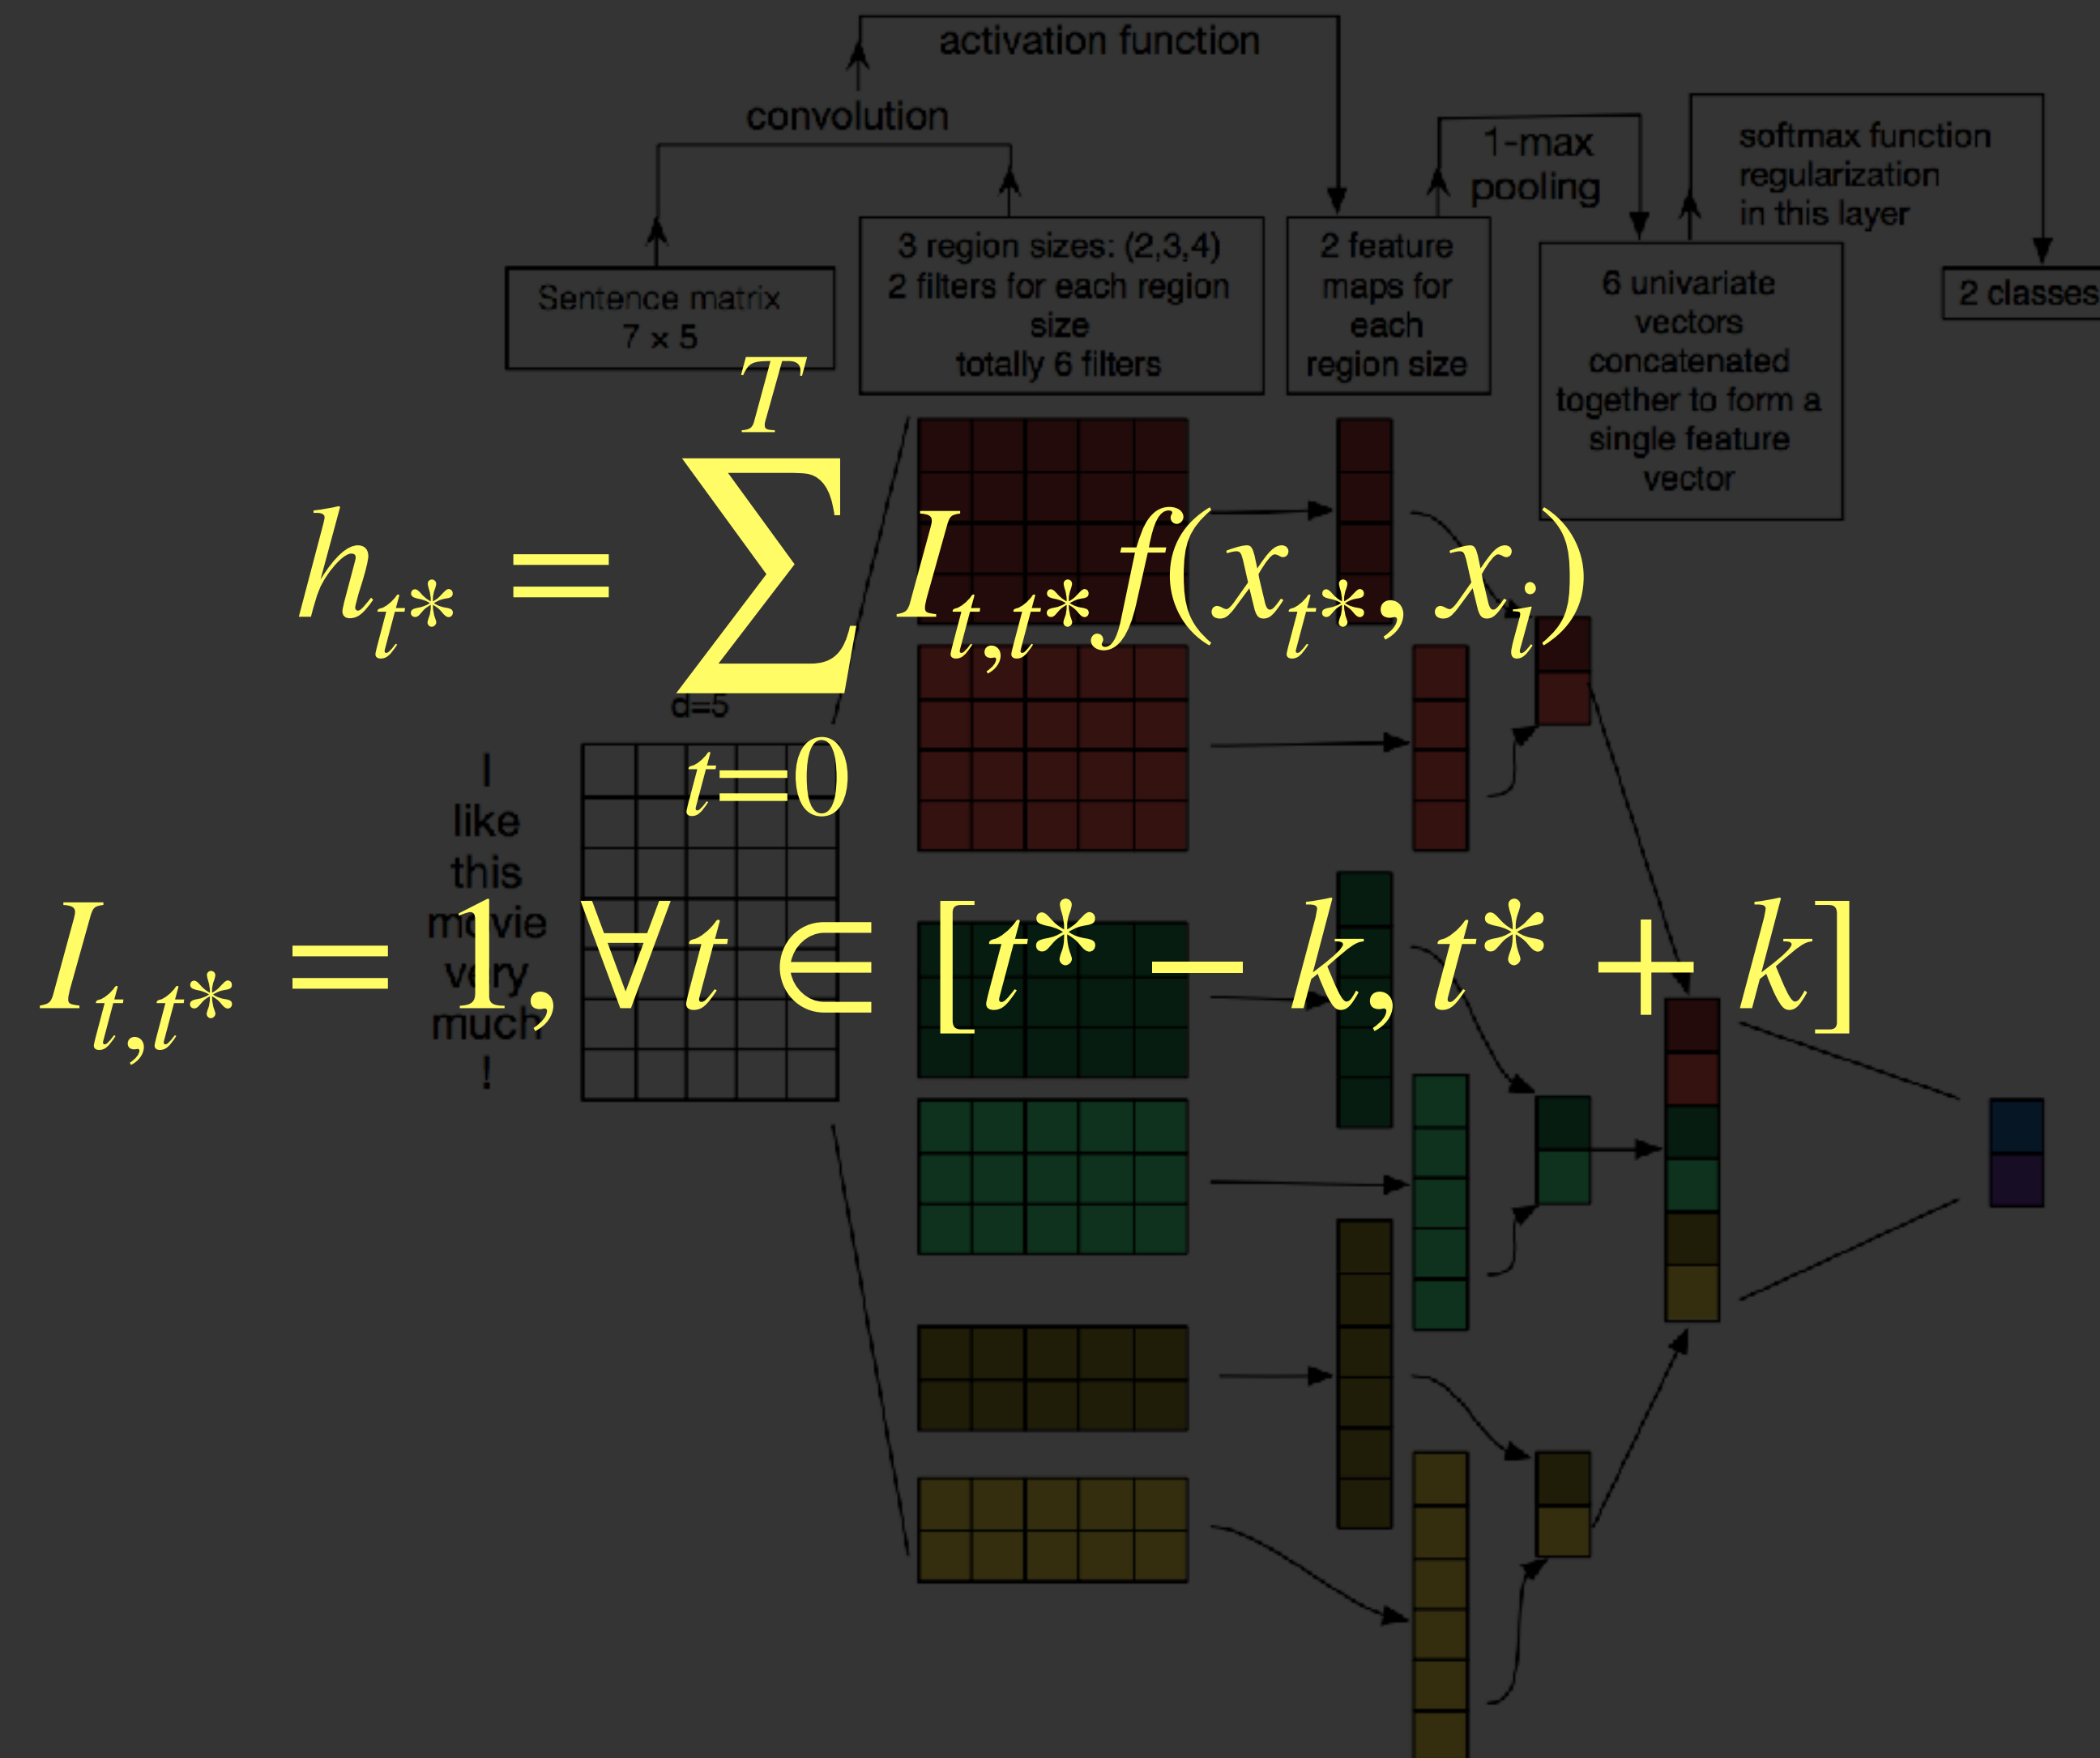 activation function
convolution
1-max
pooling
softmax function
regularization
in this layer
Sentence matrix
7 x 5
3 region sizes: (2,3,4)
2 filters for each region
size
totally 6 filters
2 feature
maps for
each
region size
6 univariate
vectors
concatenated
together to form a
single feature
vector
2 classes
h_{t*} = \sum_{t=0}^{T} I_{t,t*} f(x_{t*}, x_i)
d=5
I
like
this
movie
very
much
!
I_{t,t*} = 1, ∀t ∈ [t* − k, t* + k]